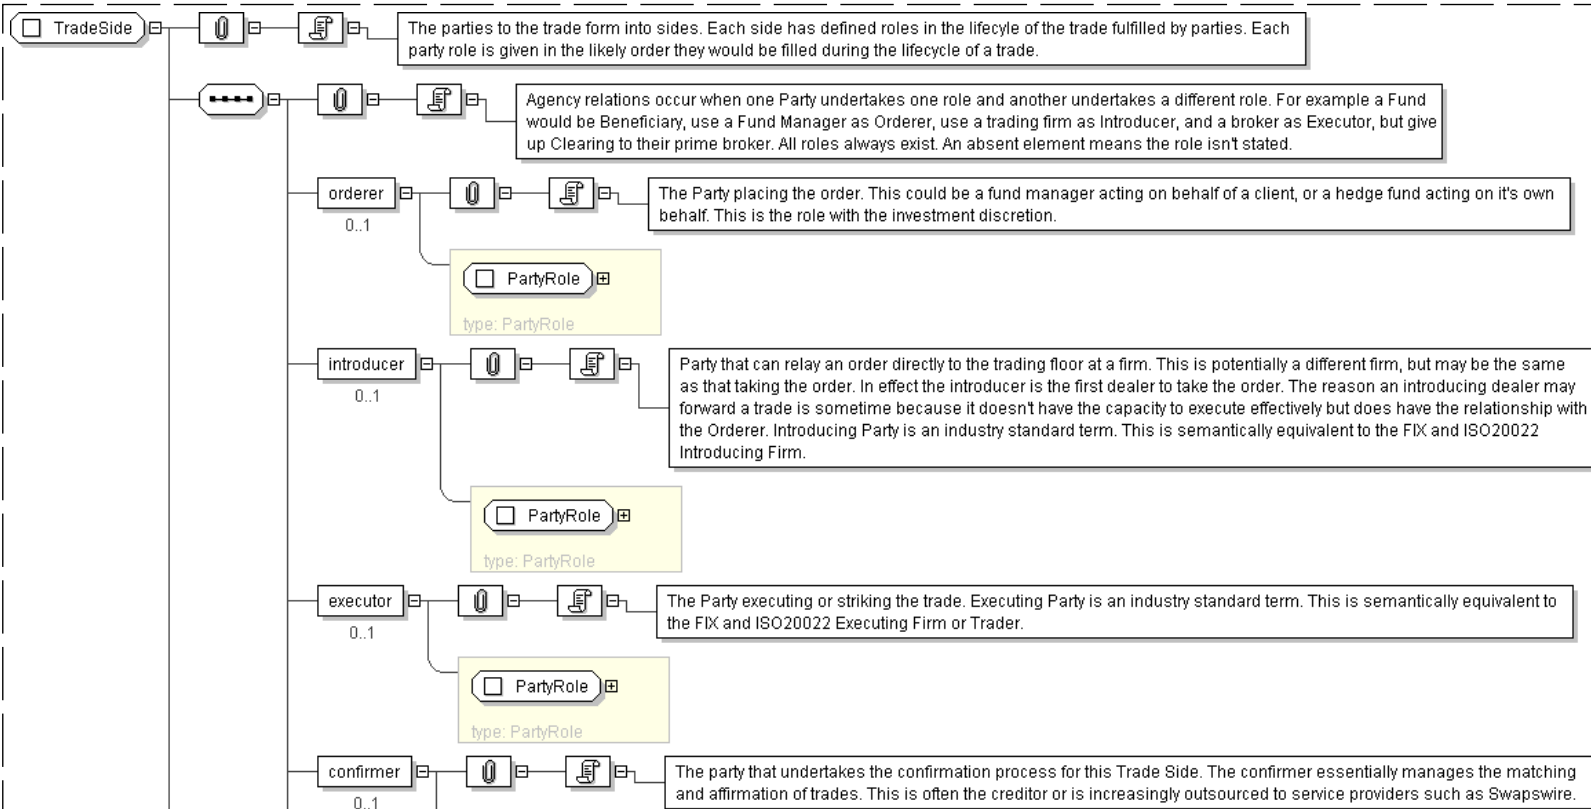 TradeSide
The parties to the trade form into sides. Each side has defined roles in the lifecyle of the trade fulfilled by parties. Each
party role is given in the likely order they would be filled during the lifecycle of a trade.
Agency relations occur when one Party undertakes one role and another undertakes a different role. For example a Fund
would be Beneficiary, use a Fund Manager as Orderer, use a trading firm as Introducer, and a broker as Executor, but give
up Clearing to their prime broker. All roles always exist. An absent element means the role isn't stated.
orderer
0..1
The Party placing the order. This could be a fund manager acting on behalf of a client, or a hedge fund acting on it's own
behalf. This is the role with the investment discretion.
PartyRole
type: PartyRole
introducer
0..1
Party that can relay an order directly to the trading floor at a firm. This is potentially a different firm, but may be the same
as that taking the order. In effect the introducer is the first dealer to take the order. The reason an introducing dealer may
forward a trade is sometime because it doesn't have the capacity to execute effectively but does have the relationship with
the Orderer. Introducing Party is an industry standard term. This is semantically equivalent to the FIX and ISO20022
Introducing Firm.
PartyRole
type: PartyRole
executor
0..1
The Party executing or striking the trade. Executing Party is an industry standard term. This is semantically equivalent to
the FIX and ISO20022 Executing Firm or Trader.
PartyRole
type: PartyRole
confirmer
0..1
The party that undertakes the confirmation process for this Trade Side. The confirmer essentially manages the matching
and affirmation of trades. This is often the creditor or is increasingly outsourced to service providers such as Swapswire.